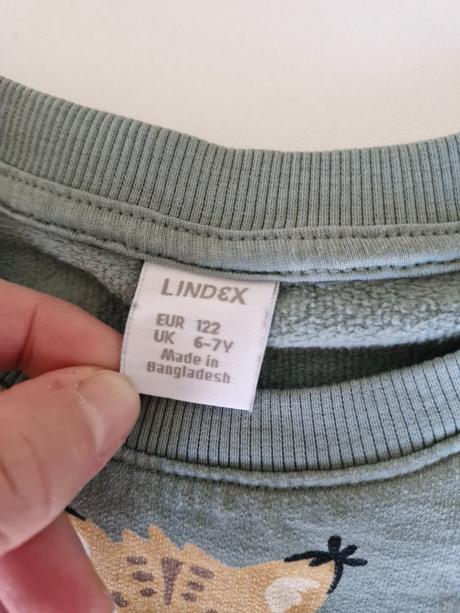 LINDEX
EUR 122
UK 6-7Y
Made in
Bangladesh